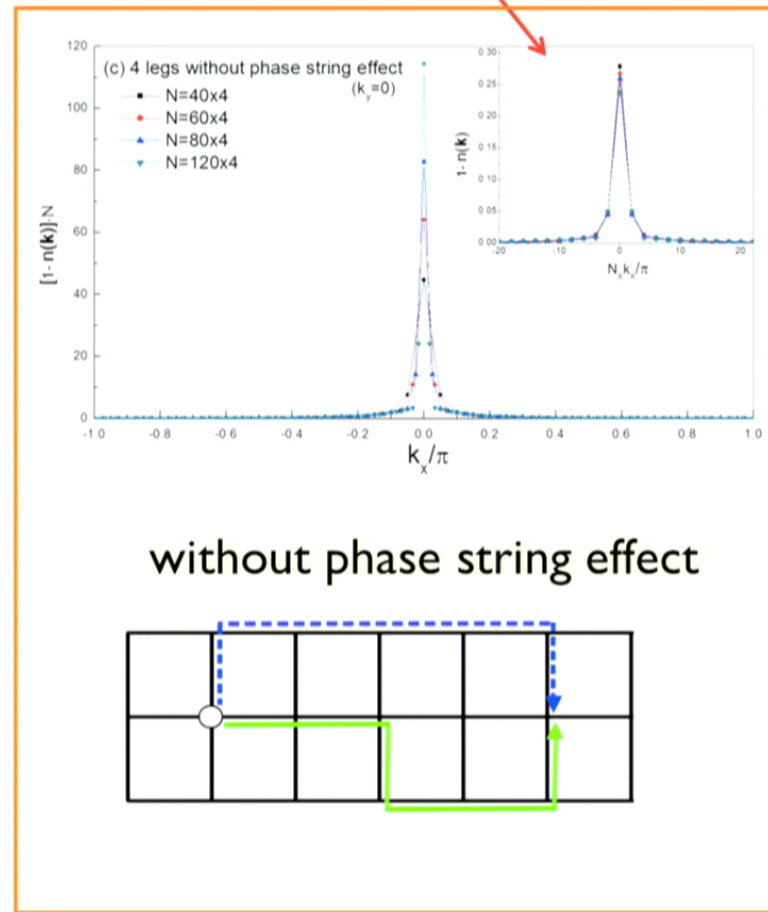 (c) 4 legs without phase string effect
(k_y=0)
N=40x4
N=60x4
N=80x4
N=120x4
[1- n(k)]·N
120
100
80
60
40
20
0
-1.0 -0.8 -0.6 -0.4 -0.2 0.0 0.2 0.4 0.6 0.8 1.0
k_x/π
1- n(k)
0.30
0.25
0.20
0.15
0.10
0.05
0.00
-20 -10 0 10 20
N_xk_x/π
without phase string effect